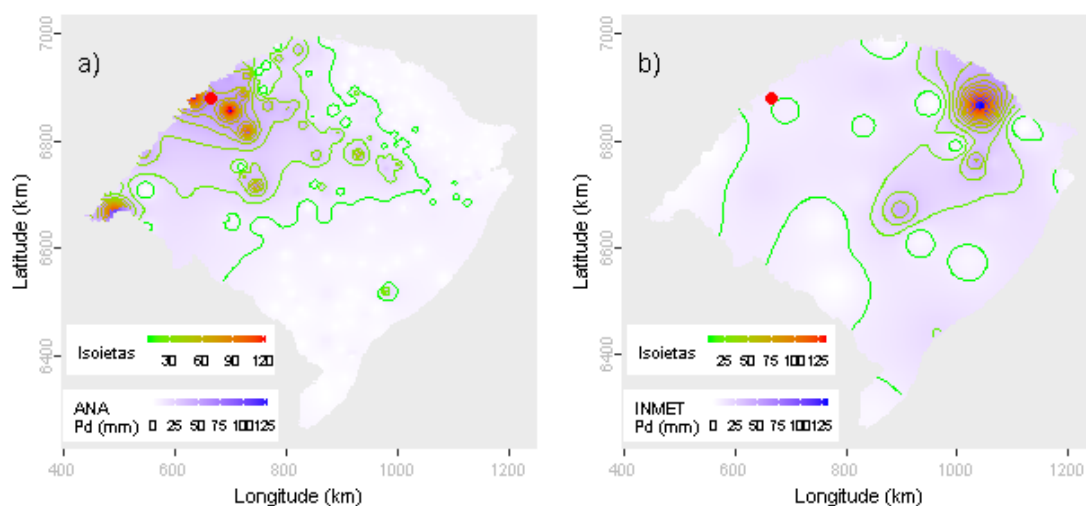 a)
7000
6800
6600
6400
Latitude (km)
Isoietas
30 60 90 120
ANA
Pd (mm)
0 25 50 75 100 125
400 600 800 1000 1200
Longitude (km)
b)
7000
6800
6600
6400
Latitude (km)
Isoietas
25 50 75 100 125
INMET
Pd (mm)
0 25 50 75 100 125
400 600 800 1000 1200
Longitude (km)